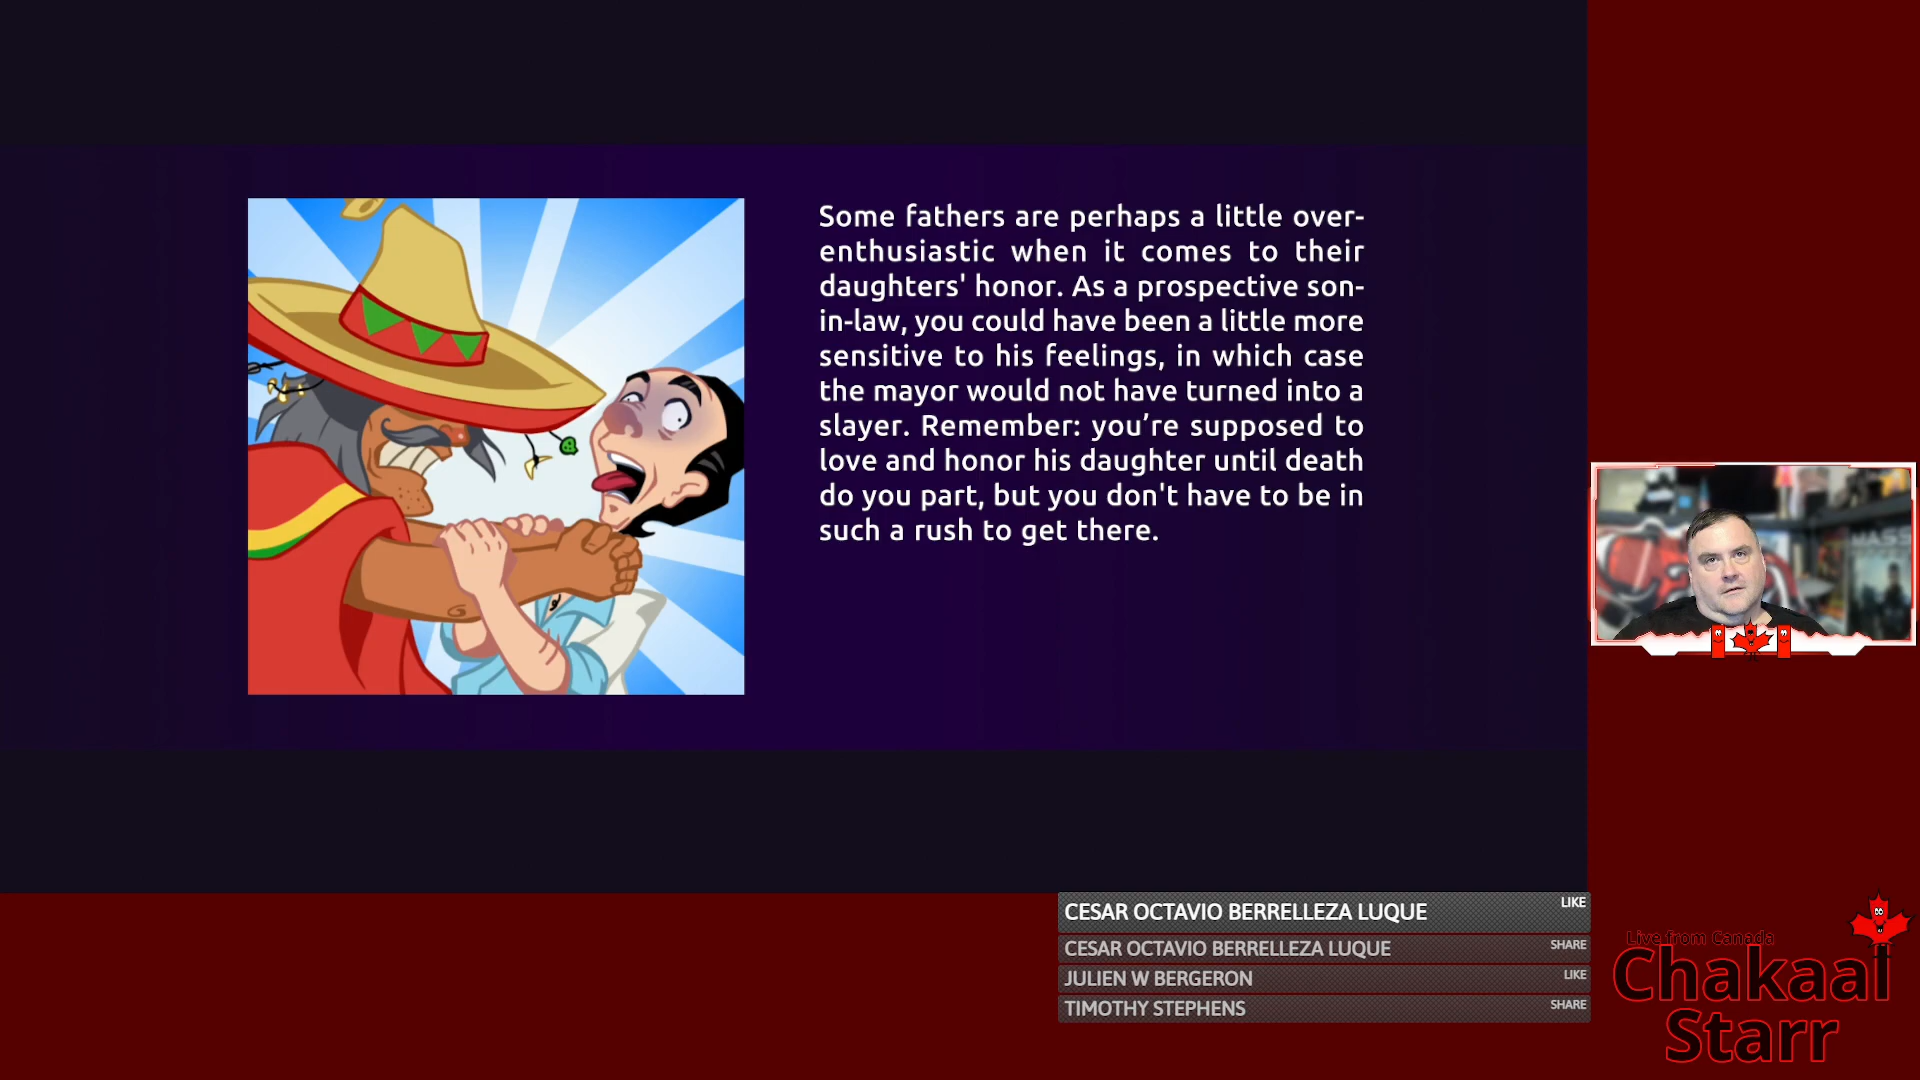 Some fathers are perhaps a little over-
enthusiastic when it comes to their
daughters' honor. As a prospective son-
in-law, you could have been a little more
sensitive to his feelings, in which case
the mayor would not have turned into a
slayer. Remember: you’re supposed to
love and honor his daughter until death
do you part, but you don't have to be in
such a rush to get there.
MASS
CESAR OCTAVIO BERRELLEZA LUQUE LIKE
CESAR OCTAVIO BERRELLEZA LUQUE SHARE
JULIEN W BERGERON LIKE
TIMOTHY STEPHENS SHARE
Live from Canada
Chakaal
Starr